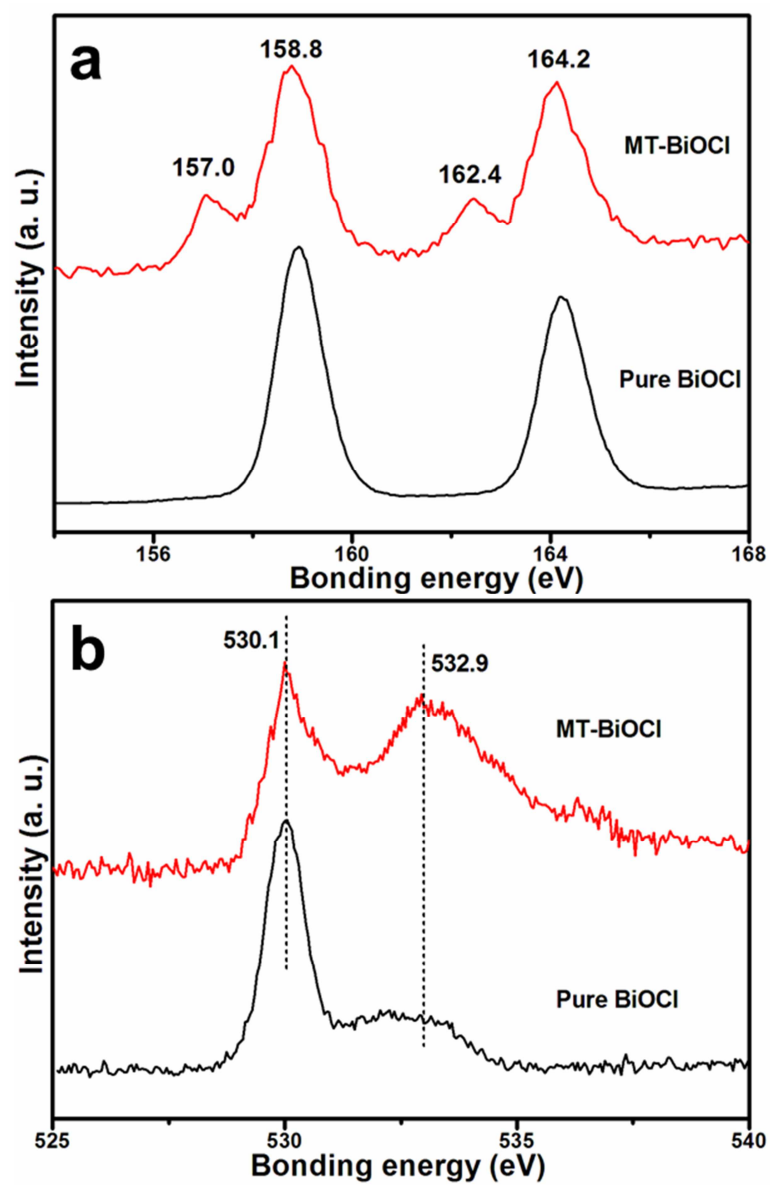 a
158.8
164.2
157.0
162.4
MT-BiOCl
Pure BiOCl
Intensity (a. u.)
156
160
164
168
Bonding energy (eV)
b
530.1
532.9
MT-BiOCl
Pure BiOCl
Intensity (a. u.)
525
530
535
540
Bonding energy (eV)